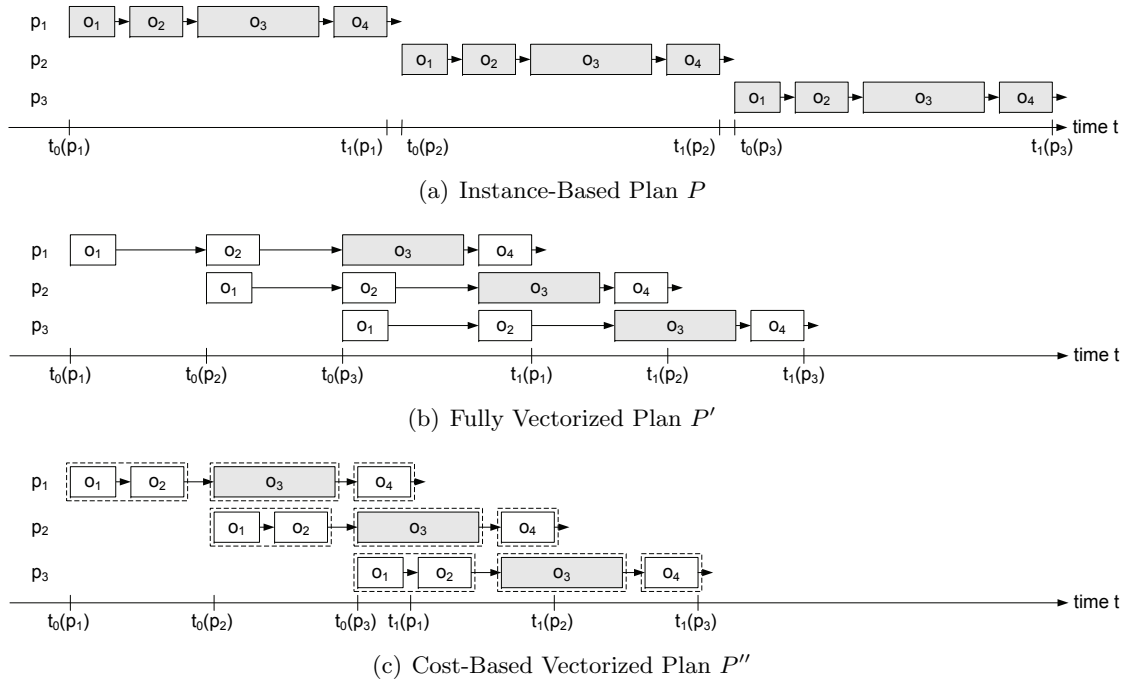 p1 o1 o2 o3 o4
p2 o1 o2 o3 o4
p3 o1 o2 o3 o4
time t
t0(p1) t1(p1) t0(p2) t1(p2) t0(p3) t1(p3)
(a) Instance-Based Plan P
p1 o1 o2 o3 o4
p2 o1 o2 o3 o4
p3 o1 o2 o3 o4
time t
t0(p1) t0(p2) t0(p3) t1(p1) t1(p2) t1(p3)
(b) Fully Vectorized Plan P′
p1 o1 o2 o3 o4
p2 o1 o2 o3 o4
p3 o1 o2 o3 o4
time t
t0(p1) t0(p2) t0(p3) t1(p1) t1(p2) t1(p3)
(c) Cost-Based Vectorized Plan P′′